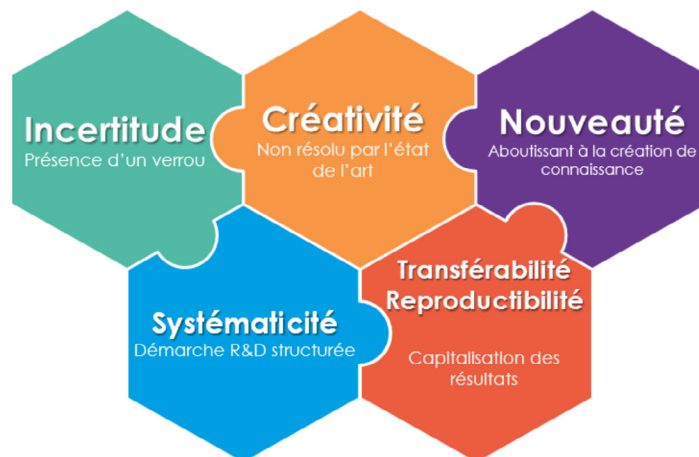 Incertitude
Présence d'un verrou
Créativité
Non résolu par l'état
de l'art
Nouveauté
Aboutissant à la création de
connaissance
Systématicité
Démarche R&D structurée
Transférabilité
Reproductibilité
Capitalisation des
résultats